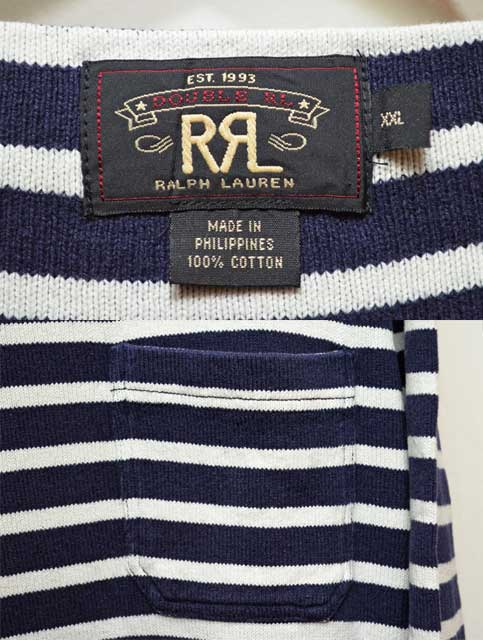 EST. 1993
DOUBLE RL
RRL
RALPH LAUREN
XXL
MADE IN
PHILIPPINES
100% COTTON